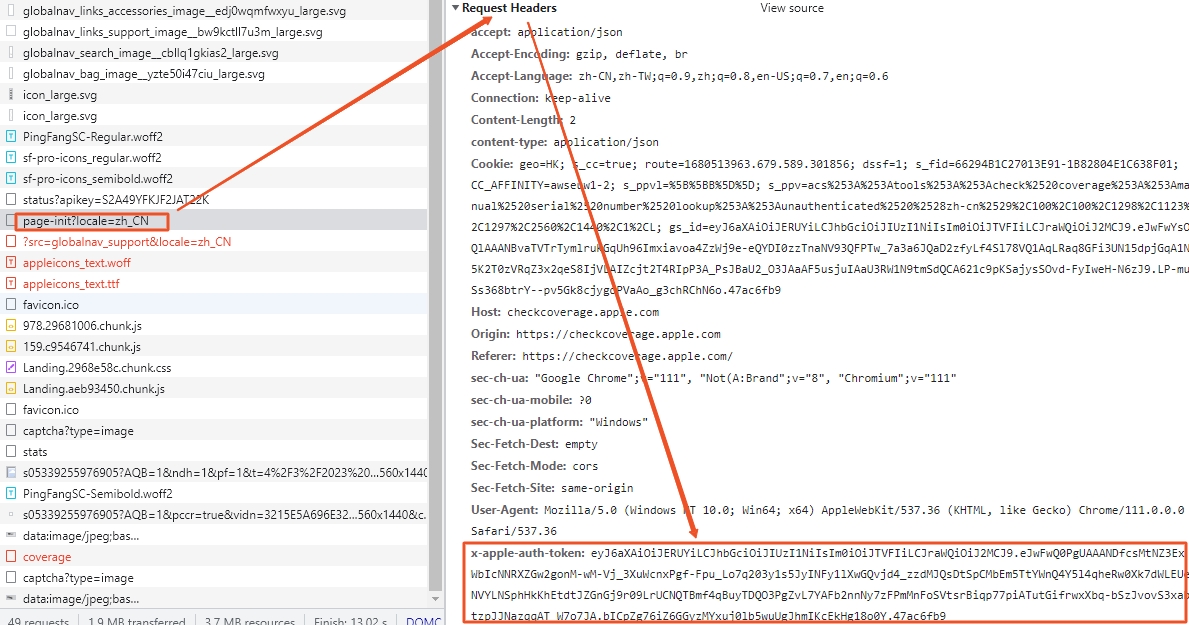 globalnav_links_accessories_image__edj0wqmfwxyu_large.svg
globalnav_links_support_image__bw9kctll7u3m_large.svg
globalnav_search_image__cbllq1gkias2_large.svg
globalnav_bag_image__yzte50i47ciu_large.svg
icon_large.svg
icon_large.svg
PingFangSC-Regular.woff2
sf-pro-icons_regular.woff2
sf-pro-icons_semibold.woff2
status?apikey=S2A49YFKJF2JAT22K
page-init?locale=zh_CN
?src=globalnav_support&locale=zh_CN
appleicons_text.woff
appleicons_text.ttf
favicon.ico
978.29681006.chunk.js
159.c9546741.chunk.js
Landing.2968e58c.chunk.css
Landing.aeb93450.chunk.js
favicon.ico
captcha?type=image
stats
s05339255976905?AQB=1&ndh=1&pf=1&t=4%2F3%2F2023%20...560x1440
PingFangSC-Semibold.woff2
s05339255976905?AQB=1&pccr=true&vidn=3215E5A696E32...560x1440&c.
data:image/jpeg;bas...
coverage
captcha?type=image
data:image/jpeg;bas...
49 requests
1.9 MB transferred
3.7 MB resources
Finish: 13.02 s
DOMC
Request Headers
View source
accept: application/json
Accept-Encoding: gzip, deflate, br
Accept-Language: zh-CN,zh-TW;q=0.9,zh;q=0.8,en-US;q=0.7,en;q=0.6
Connection: keep-alive
Content-Length: 2
content-type: application/json
Cookie: geo=HK; s_cc=true; route=1680513963.679.589.301856; dssf=1; s_fid=66294B1C27013E91-1B82804E1C638F01;
CC_AFFINITY=awseuw1-2; s_ppvl=%5B%5BB%5D%5D; s_ppv=acs%253A%253Atools%253A%253Acheck%2520coverage%253A%253Ama
nual%2520serial%2520number%2520lookup%253A%253Aunauthenticated%2520%2528zh-cn%2529%2C100%2C100%2C1298%2C1123%
2C1297%2C2560%2C1440%2C1%2CL; gs_id=eyJ6aXAiOiJERUYiLCJhbGciOiJIUzI1NiIsIm0iOiJTVFIiLCJraWQiOiJ2MCJ9.eJwFwYsO
QlAAANBvaTVTrTymlrukGqUh96Imxiavoa4ZzWj9e-eQYDI0zzTnaNV93QFPTw_7a3a6JQaD2zfyLf4Sl78VQ1AqLRaq8GFi3UN15dpjGqA1N
5K2T0zVRqZ3x2qeS8IjVLAIZcjt2T4RIpP3A_PsJBaU2_O3JAaAF5usjuIAaU3RW1N9tmSdQCA621c9pKSajysSOvd-FyIweH-N6zJ9.LP-mu
Ss368btrY--pv5Gk8cjygdPVaAo_g3chRChN6o.47ac6fb9
Host: checkcoverage.apple.com
Origin: https://checkcoverage.apple.com
Referer: https://checkcoverage.apple.com/
sec-ch-ua: "Google Chrome";v="111", "Not(A:Brand";v="8", "Chromium";v="111"
sec-ch-ua-mobile: ?0
sec-ch-ua-platform: "Windows"
Sec-Fetch-Dest: empty
Sec-Fetch-Mode: cors
Sec-Fetch-Site: same-origin
User-Agent: Mozilla/5.0 (Windows NT 10.0; Win64; x64) AppleWebKit/537.36 (KHTML, like Gecko) Chrome/111.0.0.0
Safari/537.36
x-apple-auth-token: eyJ6aXAiOiJERUYiLCJhbGciOiJIUzI1NiIsIm0iOiJTVFIiLCJraWQiOiJ2MCJ9.eJwFwQ0PgUAAANDfcsMtNZ3Ex
WbIcNNRXZGw2gonM-wM-Vj_3XuWcnxPgf-Fpu_Lo7q203y1s5JyINFy1lXwGQvjd4_zzdMJQsDtSpCMbEm5TtYWnQ4Y5l4qheRw0Xk7dWLEUe
NVYLNSphHkKhEtdtJZGnGj9r09LrUCNQTBmf4qBuyTDQO3PgZvL7YAFb2nnNy7zFPmMnFoSVtsrBiqp77piATutGifrwxXbq-bSzJvovS3xab
tzpJJNazgqAT_W7o7JA.bICpZg76iZ6GGyzMYxuj0lb5wuUgJhmIKcEkHg18o0Y.47ac6fb9